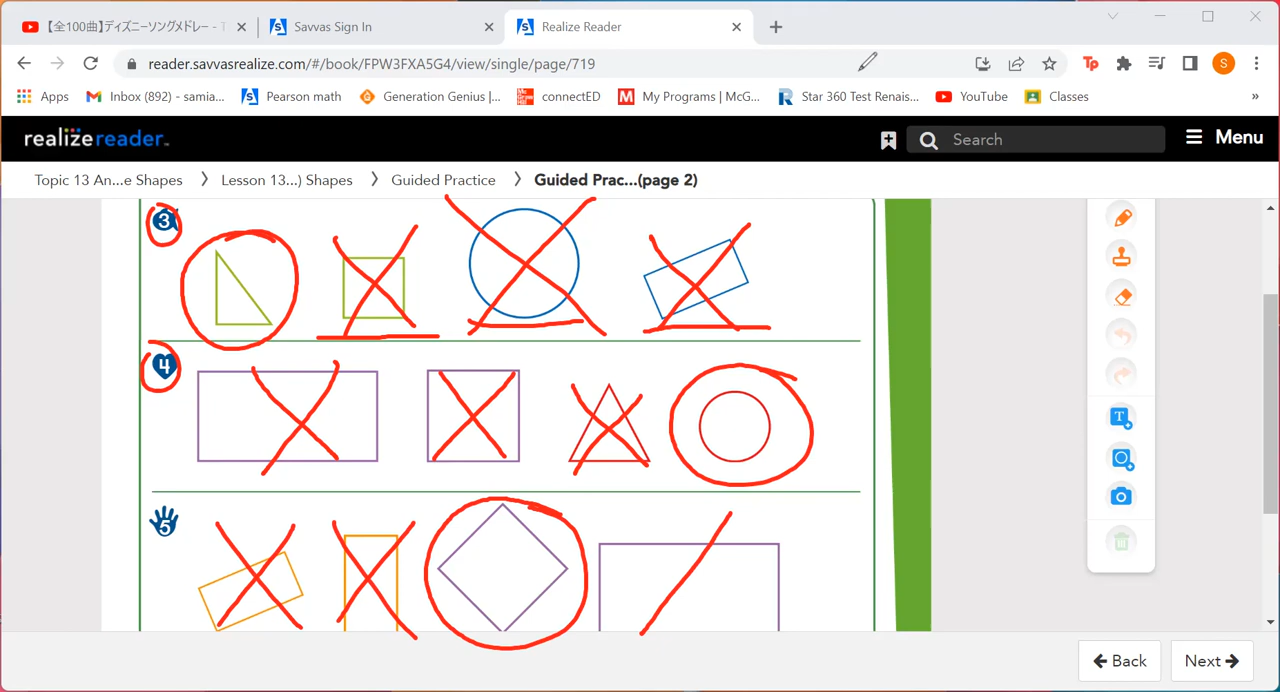 【全100曲】ディズニーソングメドレー - T
Savvas Sign In
Realize Reader
reader.savvasrealize.com/#/book/FPW3FXA5G4/view/single/page/719
Tp
S
Apps
Inbox (892) - samia...
Pearson math
Generation Genius |...
connectED
My Programs | McG...
Star 360 Test Renais...
YouTube
Classes
»
realizereader
Search
Menu
Topic 13 An...e Shapes > Lesson 13...) Shapes > Guided Practice > Guided Prac...(page 2)
3
4
5
T
Back
Next